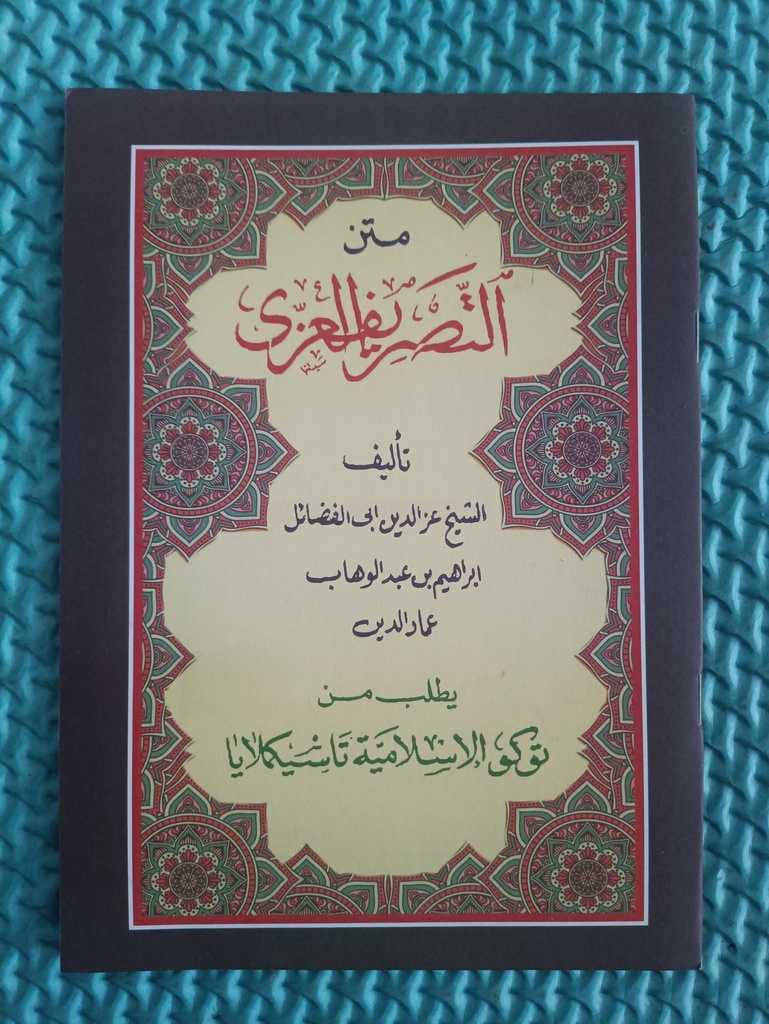 متن
التصريف العزى
تأليف
الشيخ عز الدين ابى الفضائل
ابراهيم بن عبد الوهاب
عماد الدين
يطلب من
توكو الإسلامية تاسيكملايا